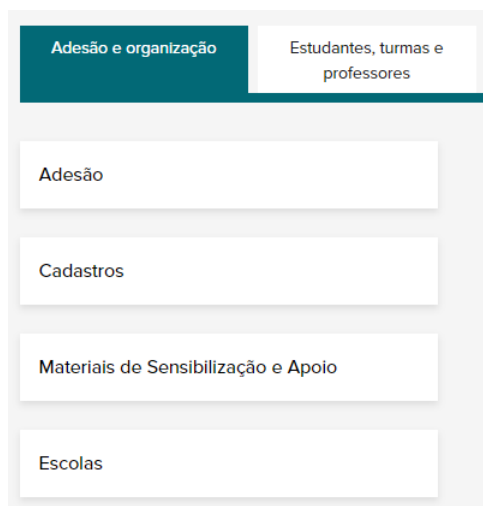 Adesão e organização
Estudantes, turmas e
professores
Adesão
Cadastros
Materiais de Sensibilização e Apoio
Escolas